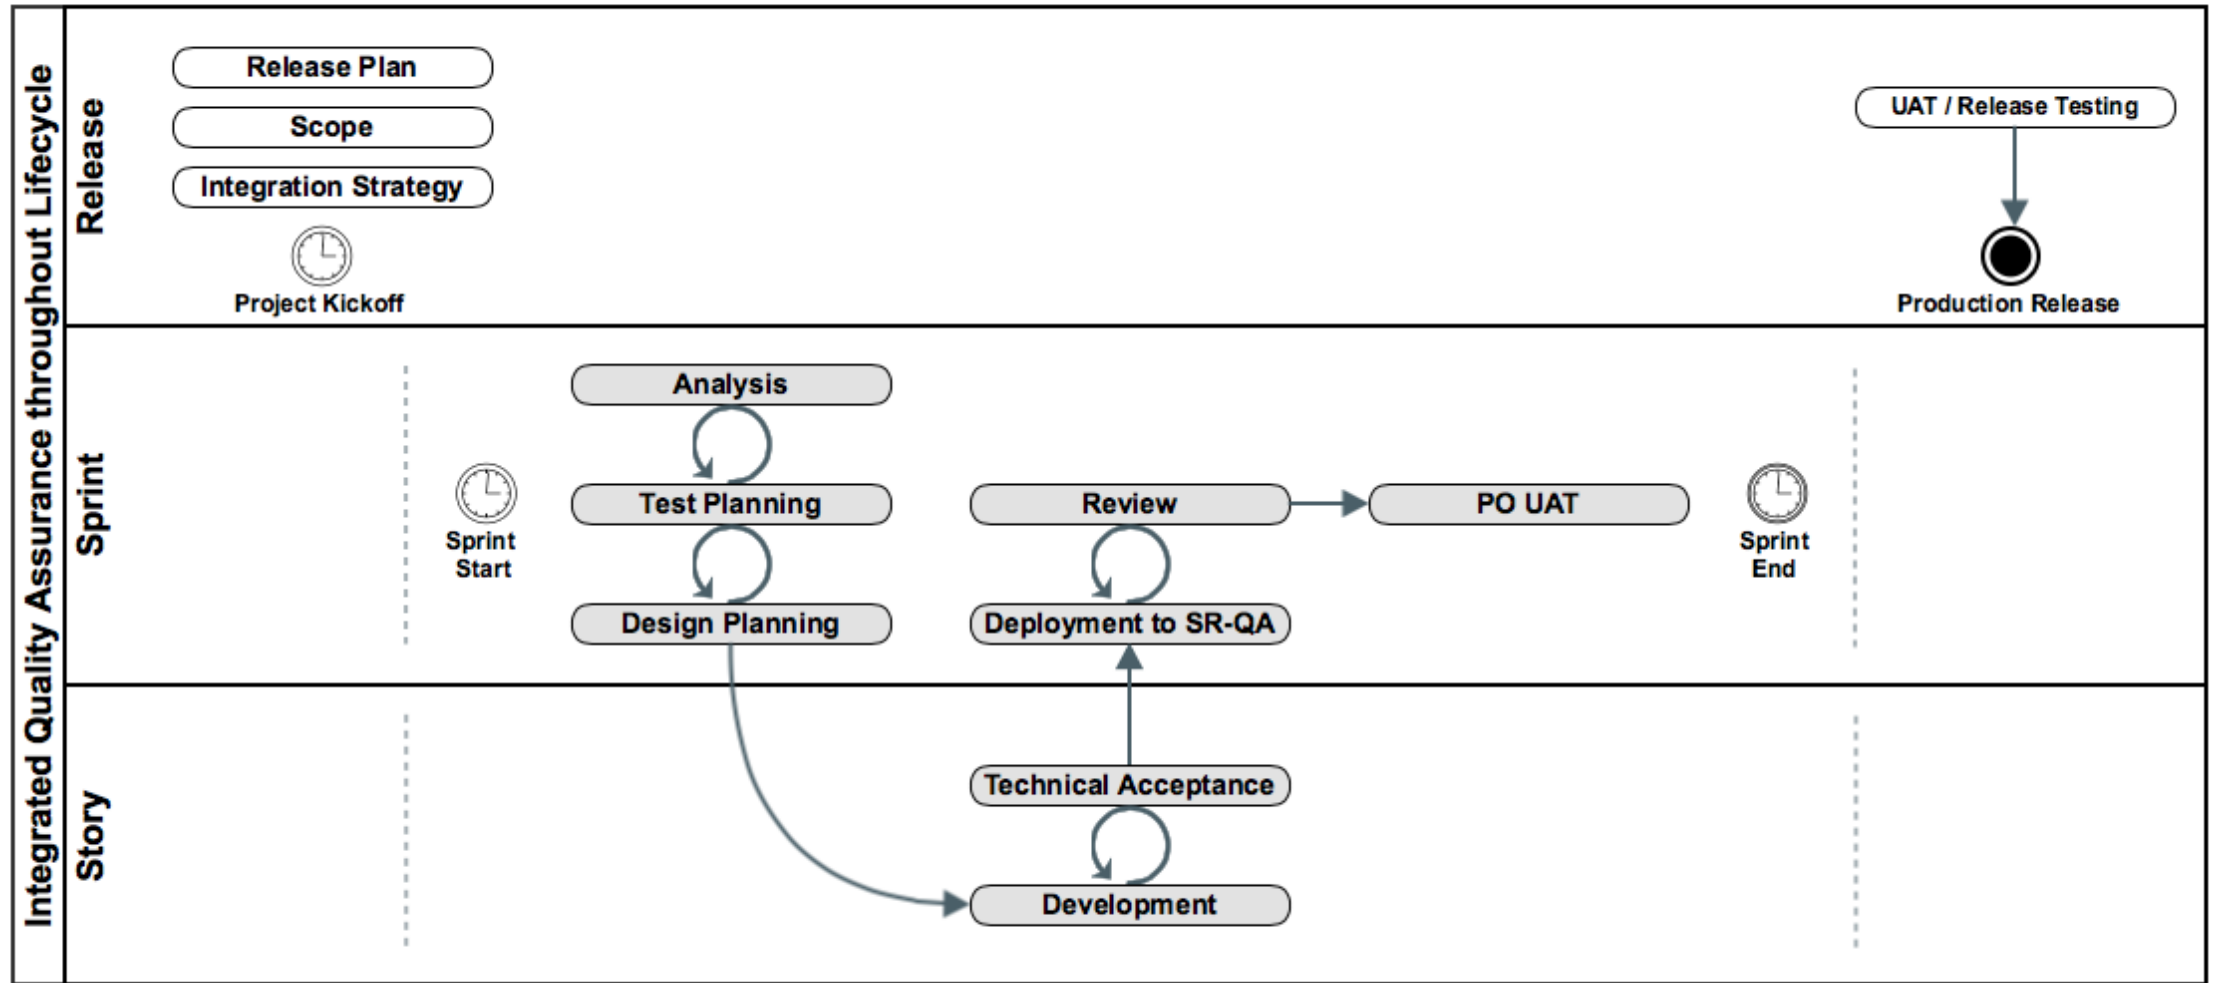 Integrated Quality Assurance throughout Lifecycle
Release
Release Plan
Scope
Integration Strategy
Project Kickoff
UAT / Release Testing
Production Release
Sprint
Sprint
Start
Analysis
Test Planning
Design Planning
Review
Deployment to SR-QA
PO UAT
Sprint
End
Story
Technical Acceptance
Development